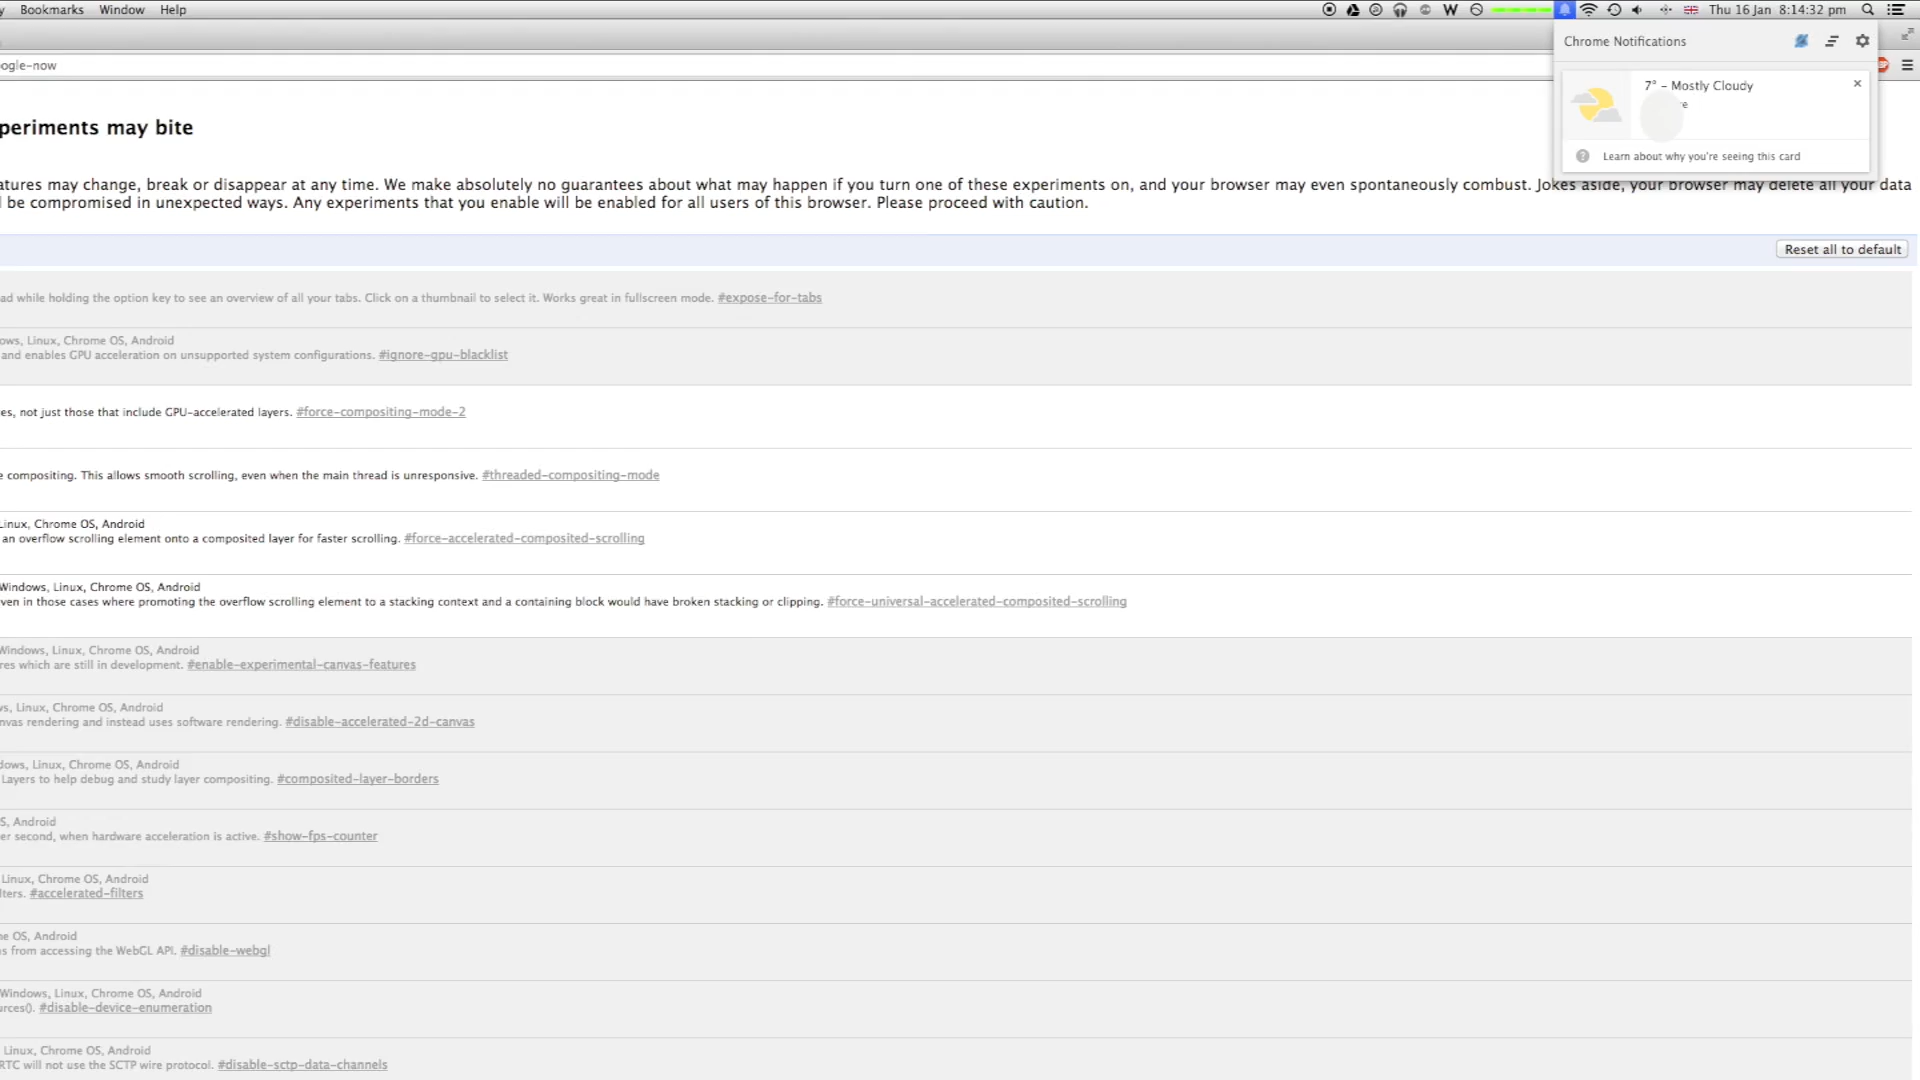 Bookmarks Window Help
W Thu 16 Jan 8:14:32 pm
Chrome Notifications
ogle-now
7° – Mostly Cloudy
Learn about why you're seeing this card
periments may bite
atures may change, break or disappear at any time. We make absolutely no guarantees about what may happen if you turn one of these experiments on, and your browser may even spontaneously combust. Jokes aside, your browser may delete all your data
be compromised in unexpected ways. Any experiments that you enable will be enabled for all users of this browser. Please proceed with caution.
Reset all to default
ad while holding the option key to see an overview of all your tabs. Click on a thumbnail to select it. Works great in fullscreen mode. #expose-for-tabs
ows, Linux, Chrome OS, Android
and enables GPU acceleration on unsupported system configurations. #ignore-gpu-blacklist
es, not just those that include GPU-accelerated layers. #force-compositing-mode-2
e compositing. This allows smooth scrolling, even when the main thread is unresponsive. #threaded-compositing-mode
Linux, Chrome OS, Android
an overflow scrolling element onto a composited layer for faster scrolling. #force-accelerated-composited-scrolling
Windows, Linux, Chrome OS, Android
ven in those cases where promoting the overflow scrolling element to a stacking context and a containing block would have broken stacking or clipping. #force-universal-accelerated-composited-scrolling
Windows, Linux, Chrome OS, Android
res which are still in development. #enable-experimental-canvas-features
ws, Linux, Chrome OS, Android
nvas rendering and instead uses software rendering. #disable-accelerated-2d-canvas
dows, Linux, Chrome OS, Android
Layers to help debug and study layer compositing. #composited-layer-borders
S, Android
er second, when hardware acceleration is active. #show-fps-counter
Linux, Chrome OS, Android
lters. #accelerated-filters
me OS, Android
ns from accessing the WebGL API. #disable-webgl
Windows, Linux, Chrome OS, Android
urces(). #disable-device-enumeration
Linux, Chrome OS, Android
RTC will not use the SCTP wire protocol. #disable-sctp-data-channels